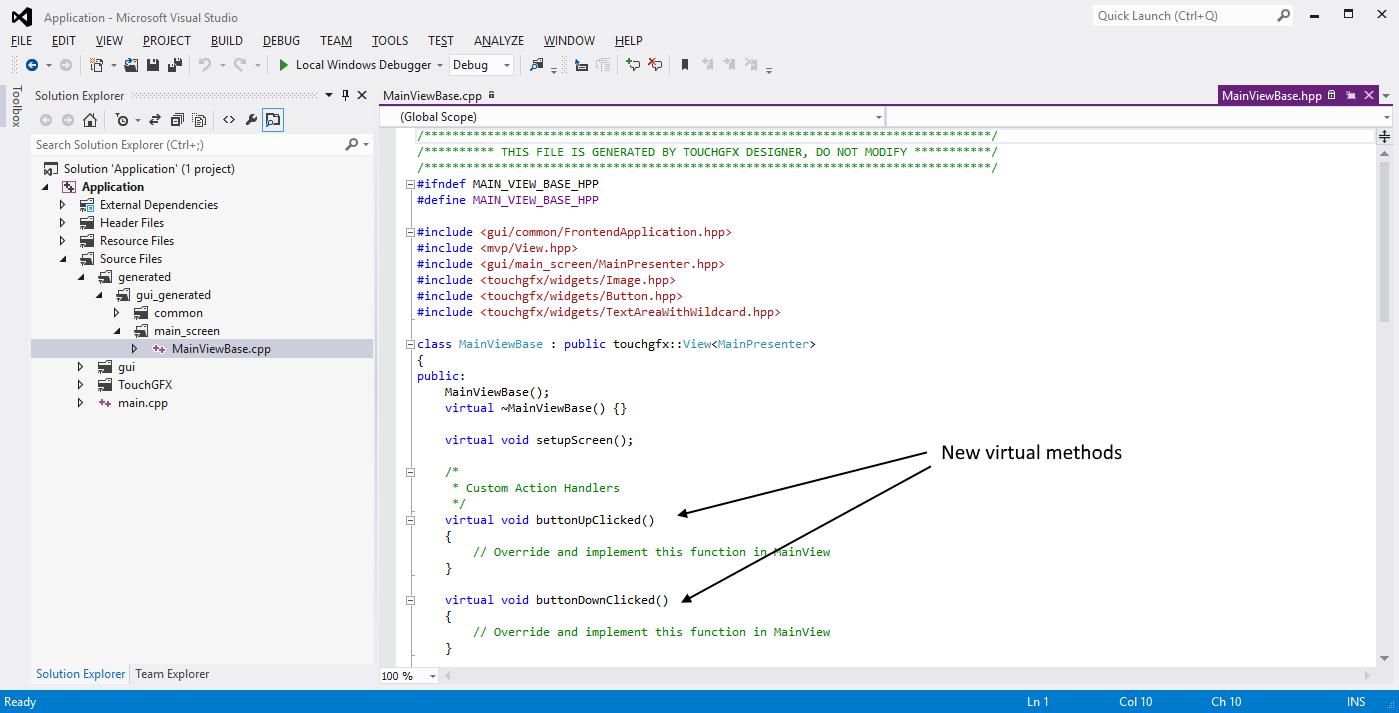 Application - Microsoft Visual Studio
Quick Launch (Ctrl+Q)
FILE EDIT VIEW PROJECT BUILD DEBUG TEAM TOOLS TEST ANALYZE WINDOW HELP
Local Windows Debugger Debug
Toolbox
Solution Explorer
Search Solution Explorer (Ctrl+;)
Solution 'Application' (1 project)
Application
External Dependencies
Header Files
Resource Files
Source Files
generated
gui_generated
common
main_screen
MainViewBase.cpp
gui
TouchGFX
main.cpp
Solution Explorer Team Explorer
MainViewBase.cpp
MainViewBase.hpp
(Global Scope)
/*********************************************************************************/
/********** THIS FILE IS GENERATED BY TOUCHGFX DESIGNER, DO NOT MODIFY ***********/
/*********************************************************************************/
#ifndef MAIN_VIEW_BASE_HPP
#define MAIN_VIEW_BASE_HPP
#include <gui/common/FrontendApplication.hpp>
#include <mvp/View.hpp>
#include <gui/main_screen/MainPresenter.hpp>
#include <touchgfx/widgets/Image.hpp>
#include <touchgfx/widgets/Button.hpp>
#include <touchgfx/widgets/TextAreaWithWildcard.hpp>
class MainViewBase : public touchgfx::View<MainPresenter>
{
public:
MainViewBase();
virtual ~MainViewBase() {}
virtual void setupScreen();
/*
* Custom Action Handlers
*/
virtual void buttonUpClicked()
{
// Override and implement this function in MainView
}
virtual void buttonDownClicked()
{
// Override and implement this function in MainView
}
New virtual methods
100 %
Ready Ln 1 Col 10 Ch 10 INS